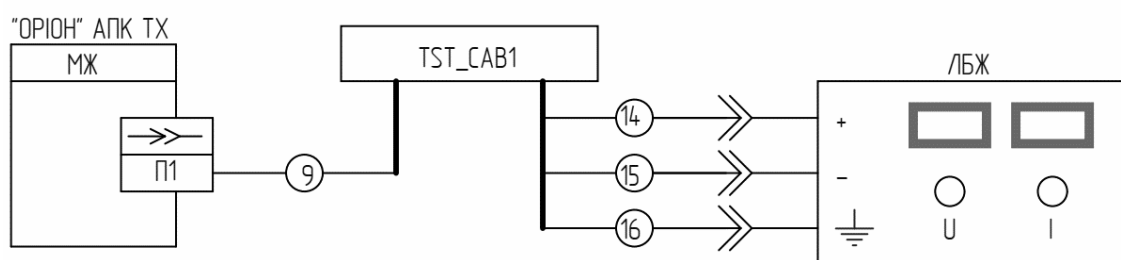 "ОРІОН" АПК ТХ
МЖ
П1
9
TST_CAB1
14
15
16
ЛБЖ
+
–
U
I